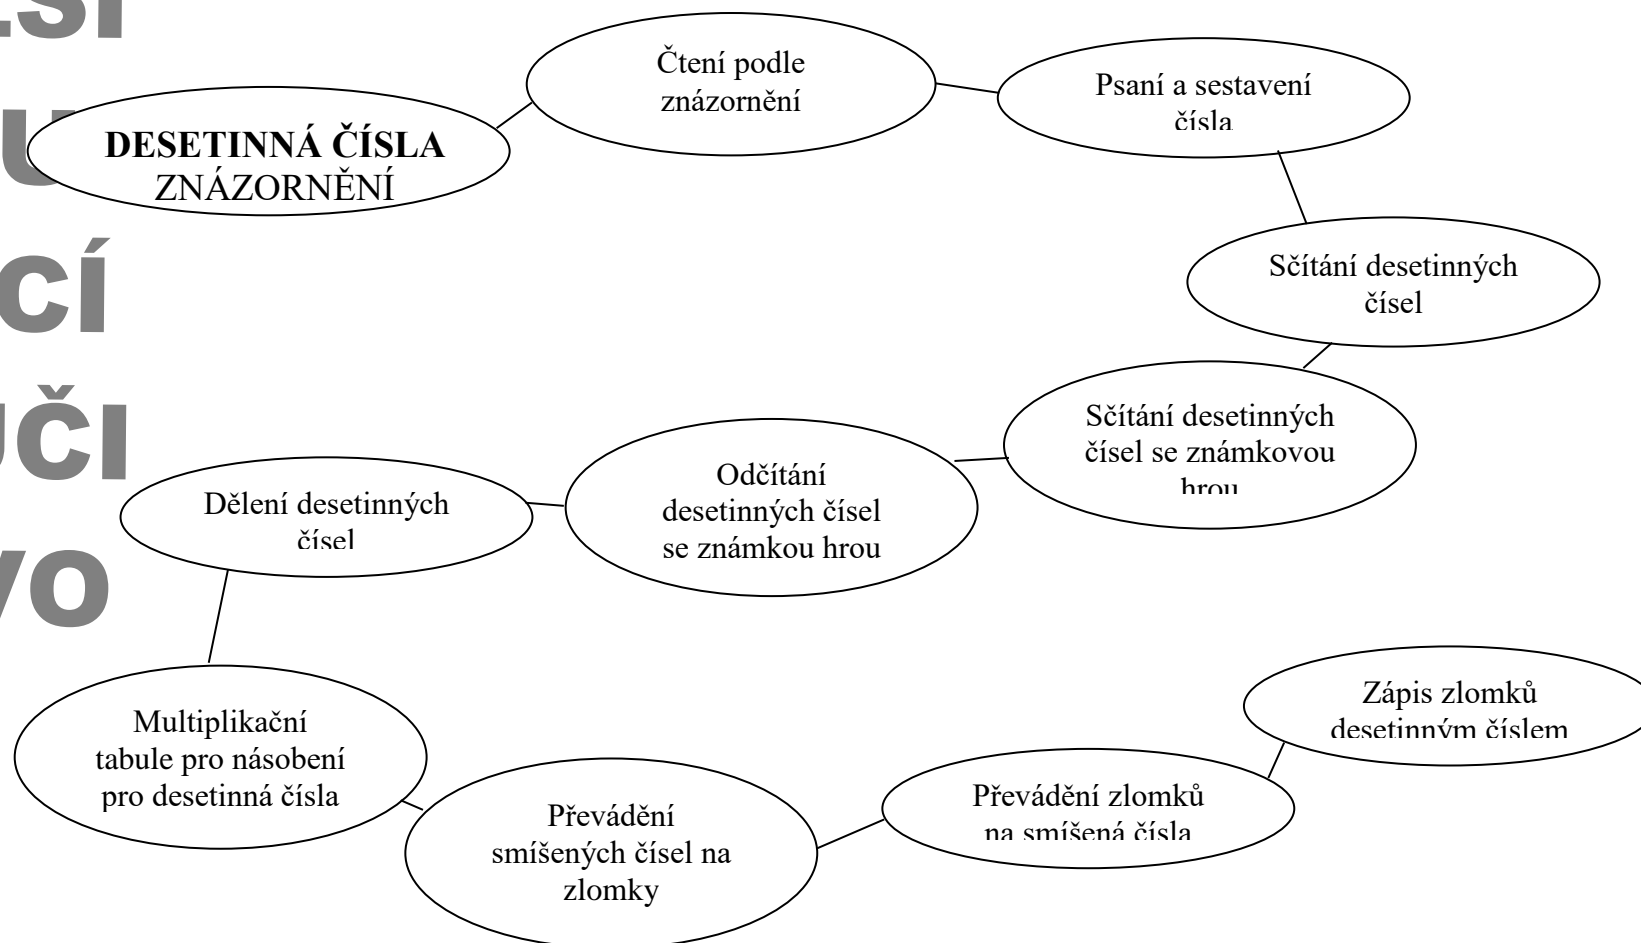 DESETINNÁ ČÍSLA
ZNÁZORNĚNÍ
Čtení podle
znázornění
Psaní a sestavení
čísla
Sčítání desetinných
čísel
Sčítání desetinných
čísel se známkovou
hrou
Odčítání
desetinných čísel
se známkou hrou
Dělení desetinných
čísel
Multiplikační
tabule pro násobení
pro desetinná čísla
Převádění
smíšených čísel na
zlomky
Převádění zlomků
na smíšená čísla
Zápis zlomků
desetinným číslem